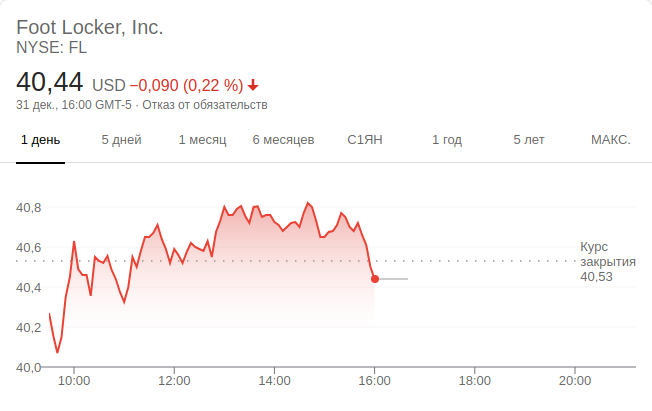 Foot Locker, Inc.
NYSE: FL
40,44 USD −0,090 (0,22 %)
31 дек., 16:00 GMT-5 · Отказ от обязательств
1 день 5 дней 1 месяц 6 месяцев С1ЯН 1 год 5 лет МАКС.
40,8
40,6
40,4
40,2
40,0
Курс
закрытия
40,53
10:00 12:00 14:00 16:00 18:00 20:00